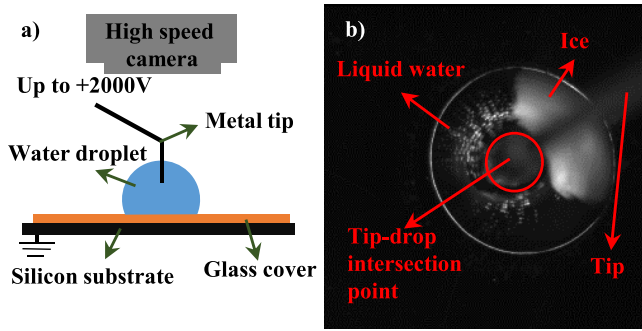 a)
High speed
camera
Up to +2000V
Metal tip
Water droplet
Silicon substrate
Glass cover
b)
Ice
Liquid water
Tip-drop
intersection
point
Tip